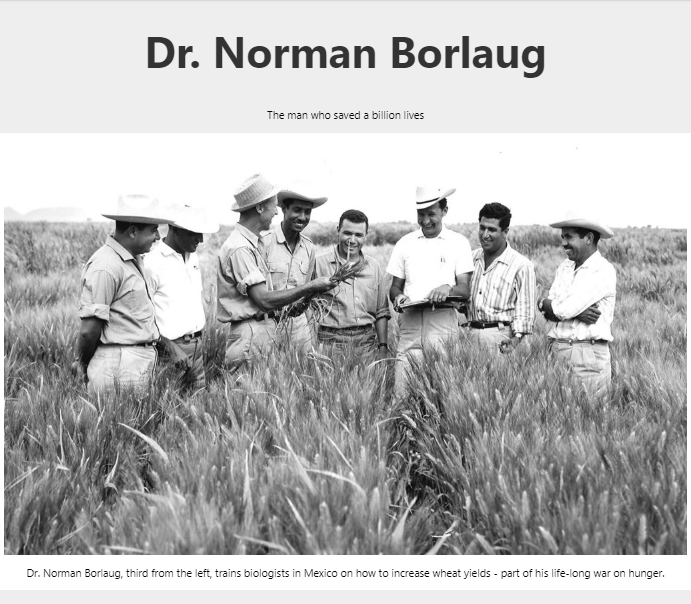 Dr. Norman Borlaug
The man who saved a billion lives
Dr. Norman Borlaug, third from the left, trains biologists in Mexico on how to increase wheat yields - part of his life-long war on hunger.